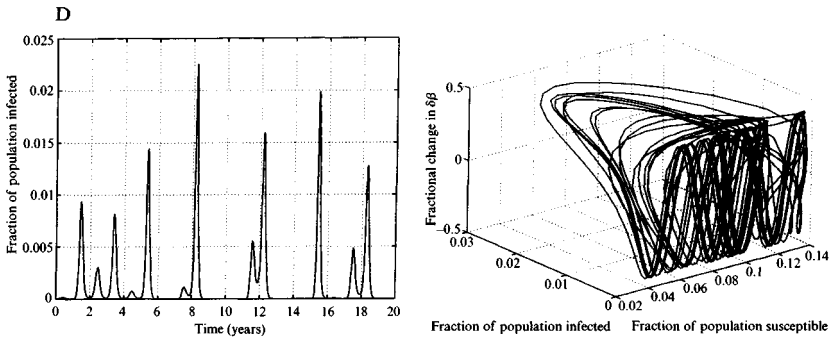 D
0.025
0.02
0.015
0.01
0.005
0
Fraction of population infected
0 2 4 6 8 10 12 14 16 18 20
Time (years)
0.5
0
−0.5
Fractional change in δβ
0.03
0.02
0.01
0
0.02
0.04
0.06
0.08
0.1
0.12
0.14
Fraction of population infected
Fraction of population susceptible